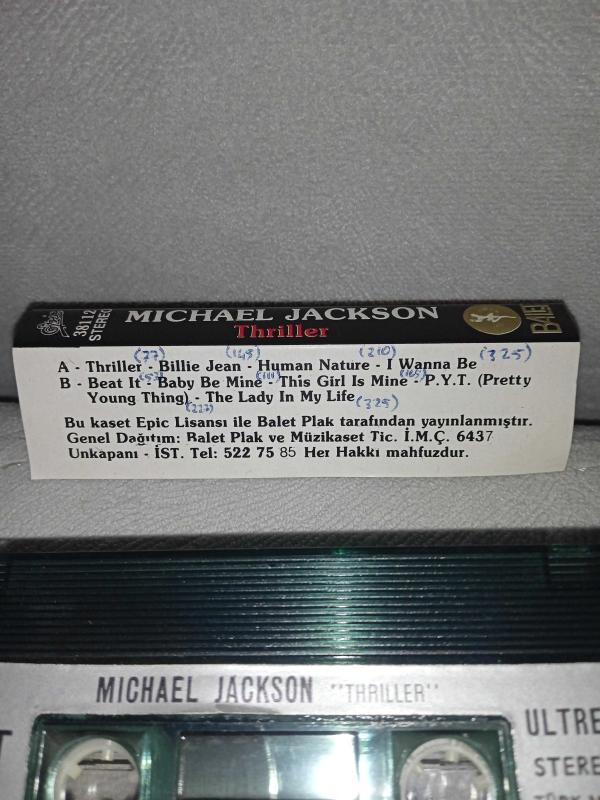 Epic
38112
STEREO
MICHAEL JACKSON
Thriller
BALET
(77) (145) (210) (325)
A - Thriller - Billie Jean - Human Nature - I Wanna Be
B - Beat It - Baby Be Mine - This Girl Is Mine - P.Y.T. (Pretty
Young Thing) - The Lady In My Life (325)
(227)
Bu kaset Epic Lisansı ile Balet Plak tarafından yayınlanmıştır.
Genel Dağıtım: Balet Plak ve Müzikaset Tic. İ.M.Ç. 6437
Unkapanı - İST. Tel: 522 75 85 Her Hakkı mahfuzdur.
MICHAEL JACKSON "THRILLER"
ULTRE
STERE